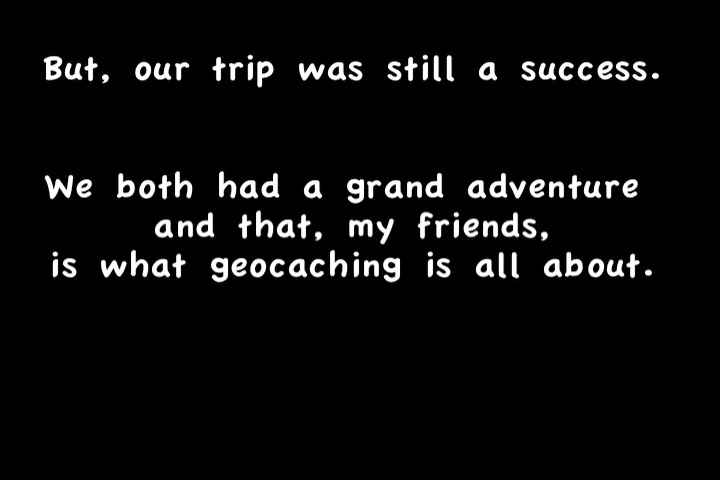 But, our trip was still a success.
We both had a grand adventure
and that, my friends,
is what geocaching is all about.